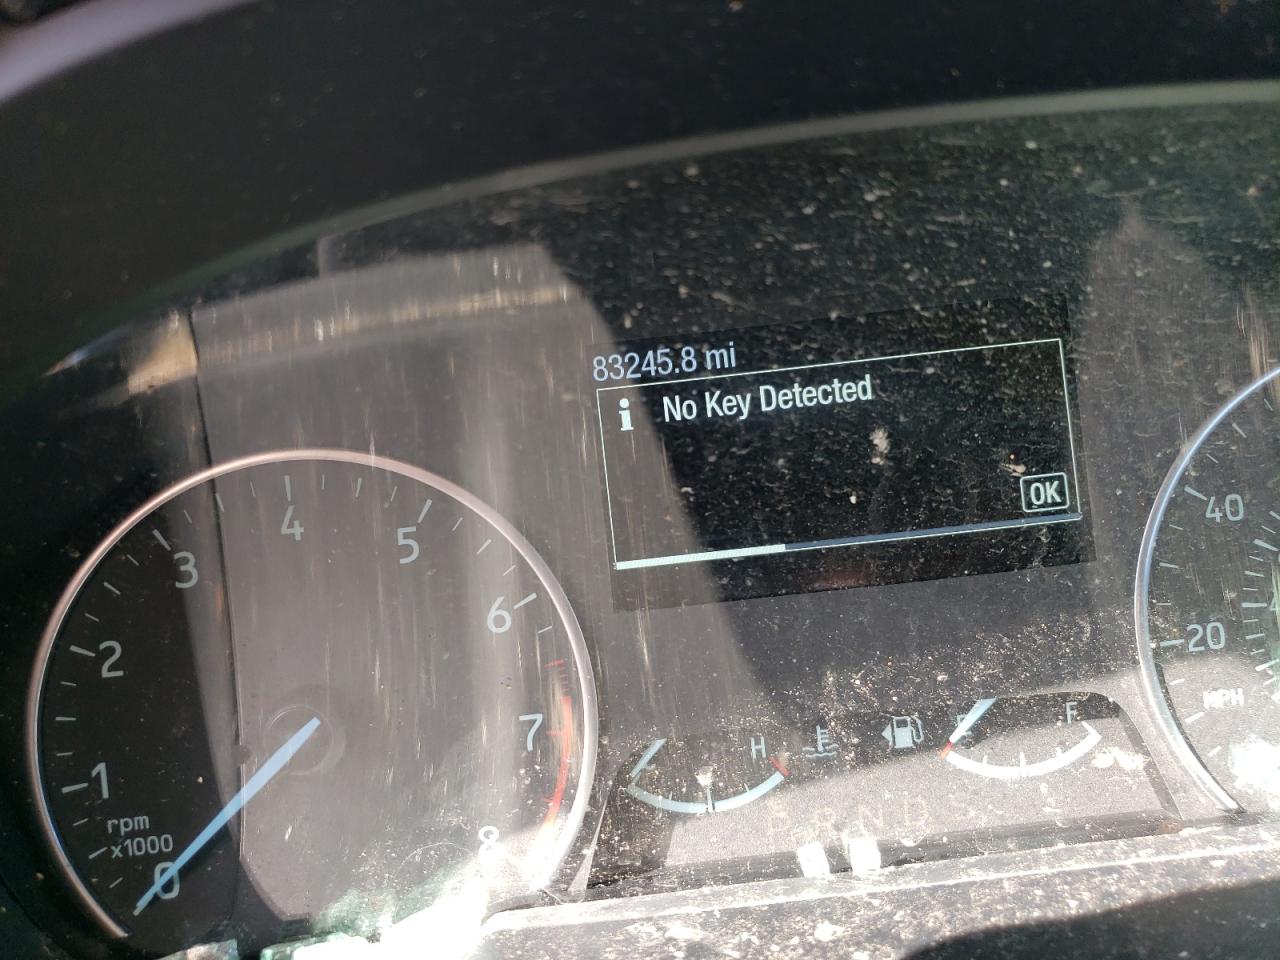 83245.8 mi
i No Key Detected
OK
4
5
3
6
2
7
1
8
0
rpm
x1000
H
E
F
R N D S
40
20
MPH